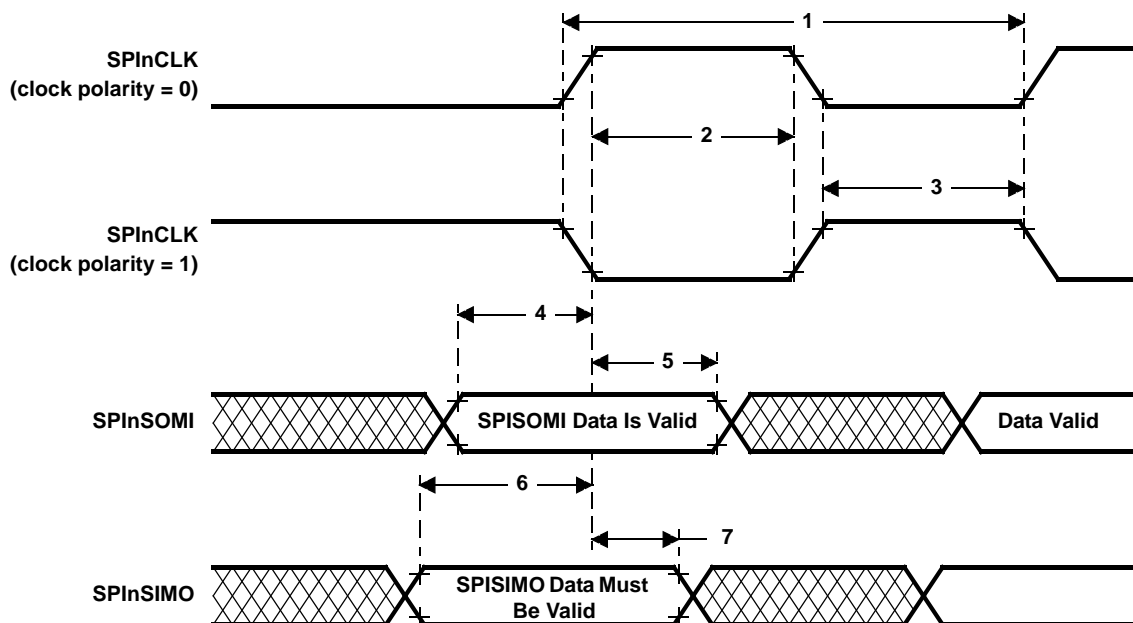 1
SPInCLK
(clock polarity = 0)
2
3
SPInCLK
(clock polarity = 1)
4
5
SPInSOMI
SPISOMI Data Is Valid
Data Valid
6
7
SPInSIMO
SPISIMO Data Must
Be Valid